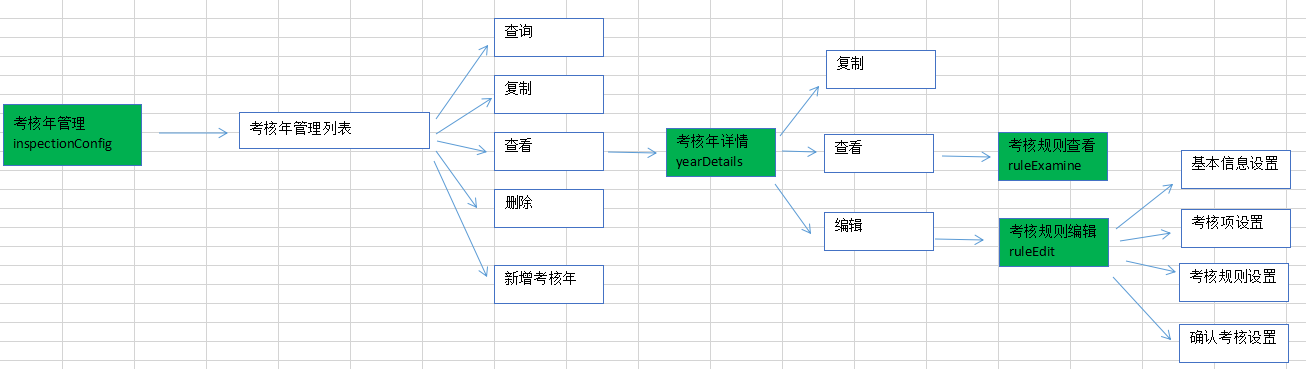 考核年管理
inspectionConfig
考核年管理列表
查询
复制
查看
删除
新增考核年
考核年详情
yearDetails
复制
查看
编辑
考核规则查看
ruleExamine
考核规则编辑
ruleEdit
基本信息设置
考核项设置
考核规则设置
确认考核设置